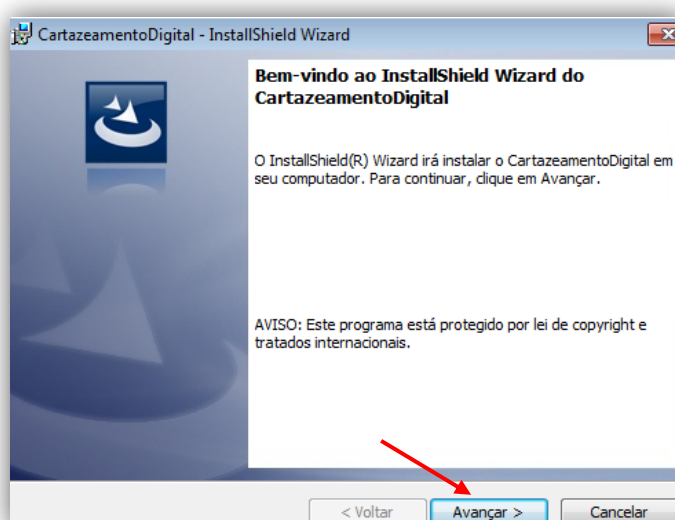 CartazeamentoDigital - InstallShield Wizard
Bem-vindo ao InstallShield Wizard do
CartazeamentoDigital
O InstallShield(R) Wizard irá instalar o CartazeamentoDigital em
seu computador. Para continuar, clique em Avançar.
AVISO: Este programa está protegido por lei de copyright e
tratados internacionais.
< Voltar
Avançar >
Cancelar